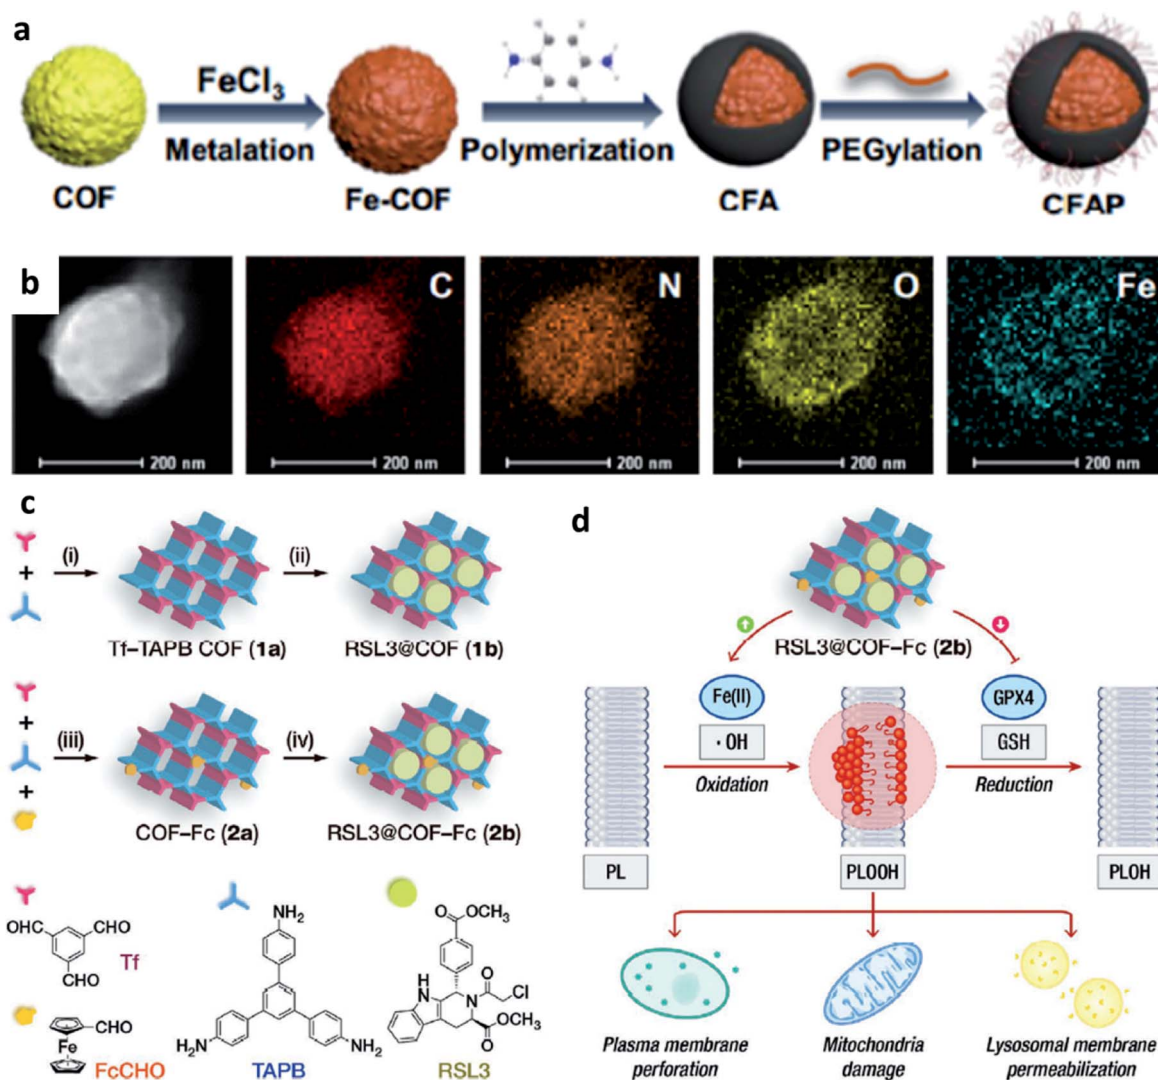 a
FeCl3
Metalation
Polymerization
PEGylation
COF
Fe-COF
CFA
CFAP
b
C
N
O
Fe
200 nm
200 nm
200 nm
200 nm
200 nm
c
(i)
(ii)
+
Tf–TAPB COF (1a)
RSL3@COF (1b)
(iii)
(iv)
+
+
COF–Fc (2a)
RSL3@COF–Fc (2b)
OHC
CHO
CHO
Tf
CHO
Fe
FcCHO
NH2
H2N
NH2
TAPB
O
OCH3
H
N
O
N
Cl
OCH3
O
RSL3
d
RSL3@COF–Fc (2b)
Fe(II)
GPX4
· OH
GSH
Oxidation
Reduction
PL
PLOOH
PLOH
Plasma membrane
perforation
Mitochondria
damage
Lysosomal membrane
permeabilization